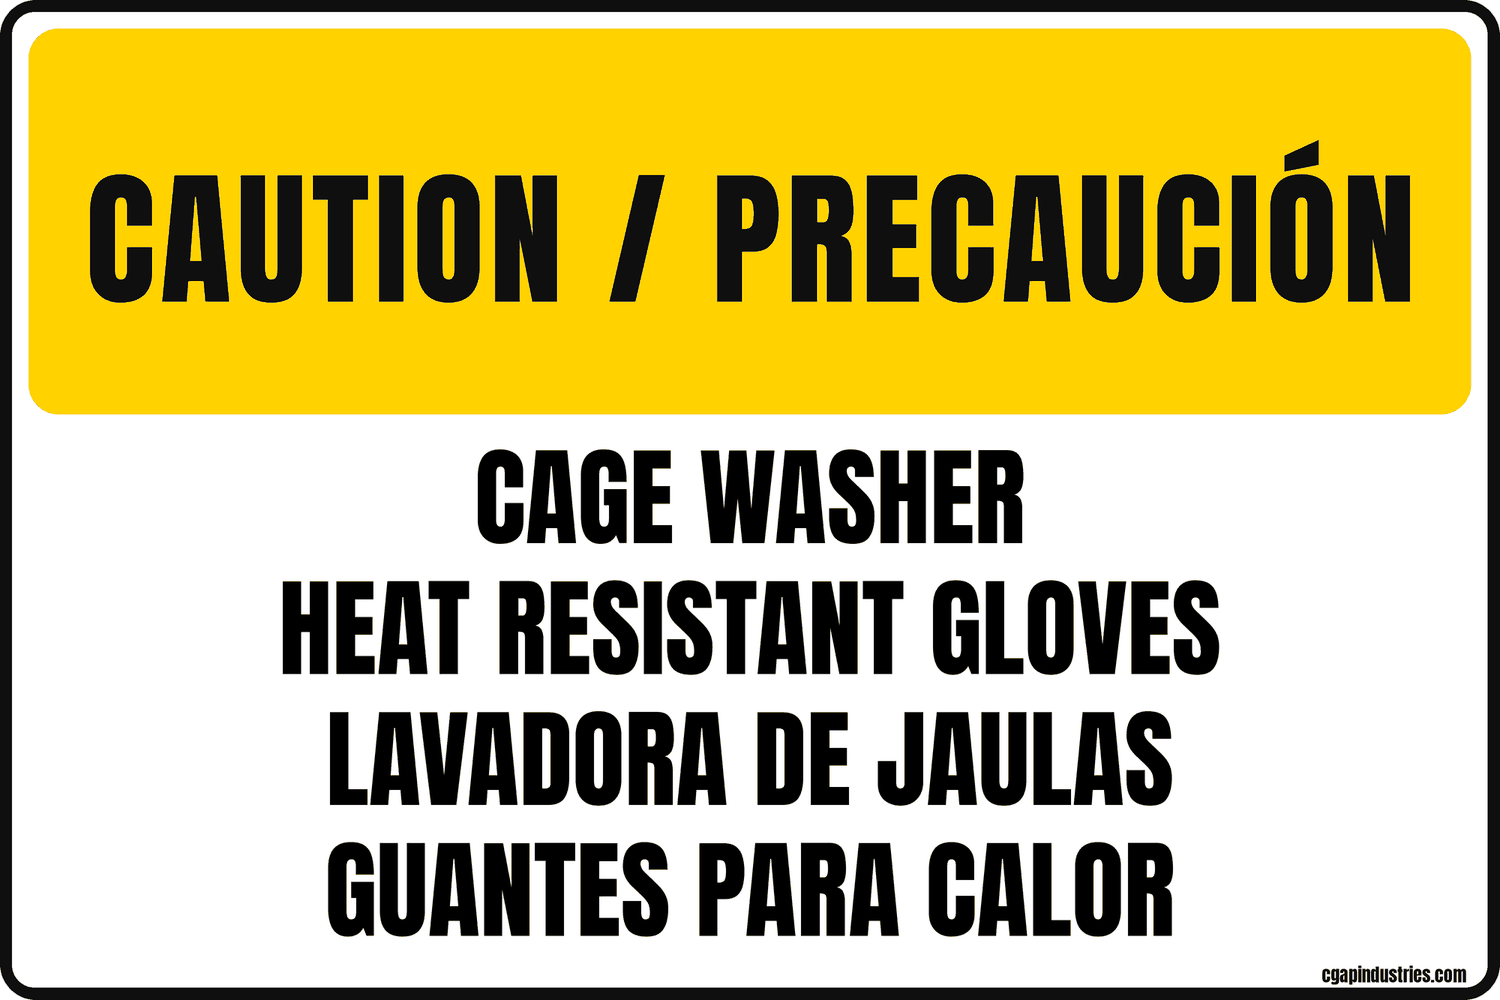 CAUTION / PRECAUCIÓN
CAGE WASHER
HEAT RESISTANT GLOVES
LAVADORA DE JAULAS
GUANTES PARA CALOR
cgapindustries.com